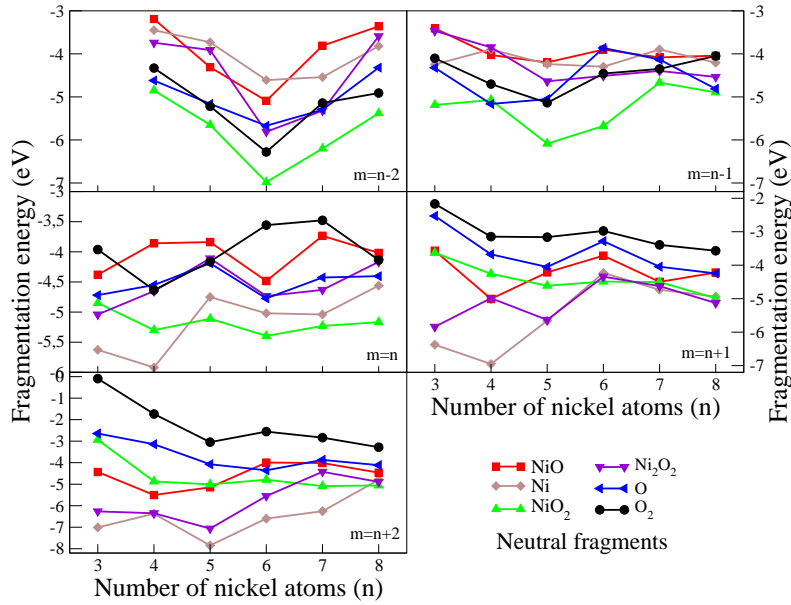 -3
-4
-5
-6
-7
m=n-2
-3
-4
-5
-6
-7
m=n-1
Fragmentation energy (eV)
Fragmentation energy (eV)
-3
-3,5
-4
-4,5
-5
-5,5
-6
m=n
-2
-3
-4
-5
-6
-7
m=n+1
3 4 5 6 7 8
Number of nickel atoms (n)
0
-1
-2
-3
-4
-5
-6
-7
-8
m=n+2
3 4 5 6 7 8
Number of nickel atoms (n)
NiO
Ni
NiO₂
Ni₂O₂
O
O₂
Neutral fragments